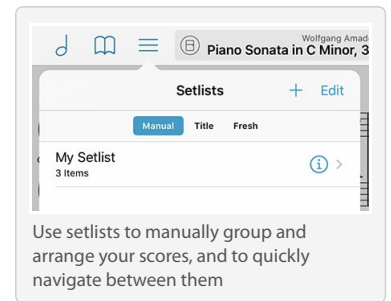 Wolfgang Amad
Piano Sonata in C Minor, 3
Setlists
Edit
Manual Title Fresh
My Setlist
3 Items
Use setlists to manually group and
arrange your scores, and to quickly
navigate between them